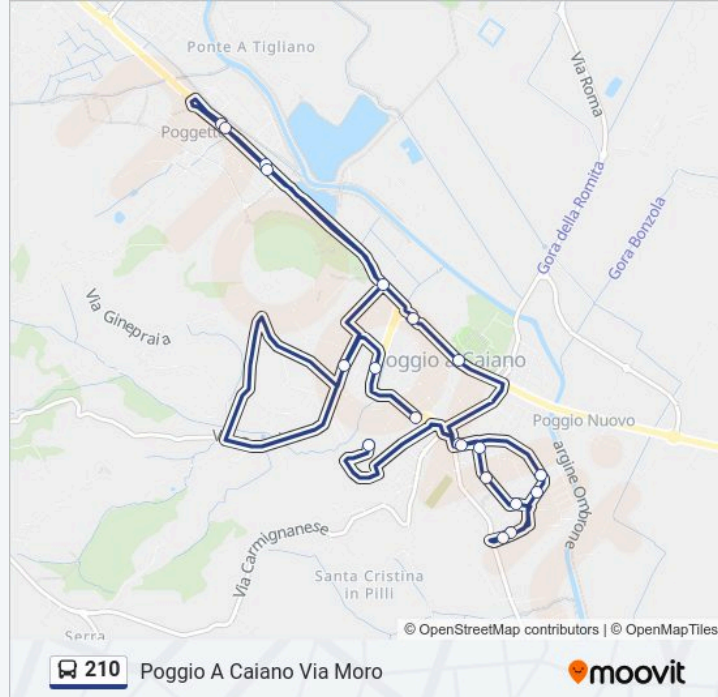 Ponte A Tigliano
Via Roma
Poggetto
Gora della Romita
Gora Bonzola
Via Ginepraia
Poggio a Caiano
Poggio Nuovo
argine Ombrone
Via Carmignanese
Santa Cristina
in Pilli
Serra
© OpenStreetMap contributors | © OpenMapTiles
210 Poggio A Caiano Via Moro
moovit